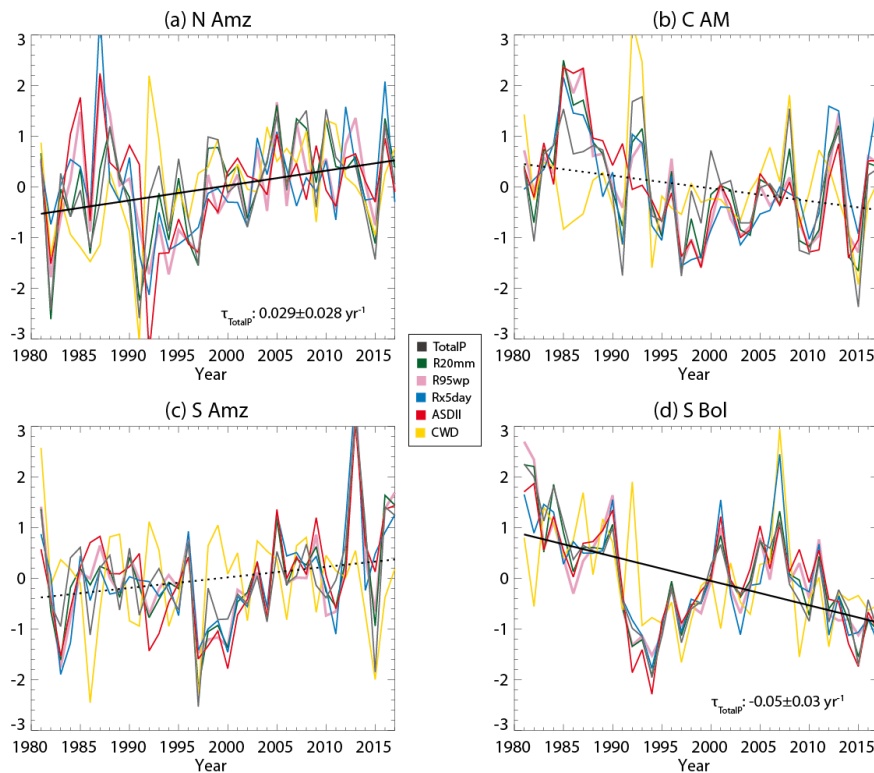 (a) N Amz
3
2
1
0
-1
-2
-3
1980 1985 1990 1995 2000 2005 2010 2015
Year
τTotalP: 0.029±0.028 yr-1
(b) C AM
3
2
1
0
-1
-2
-3
1980 1985 1990 1995 2000 2005 2010 2015
Year
TotalP
R20mm
R95wp
Rx5day
ASDII
CWD
(c) S Amz
3
2
1
0
-1
-2
-3
1980 1985 1990 1995 2000 2005 2010 2015
Year
(d) S Bol
3
2
1
0
-1
-2
-3
1980 1985 1990 1995 2000 2005 2010 2015
Year
τTotalP: -0.05±0.03 yr-1